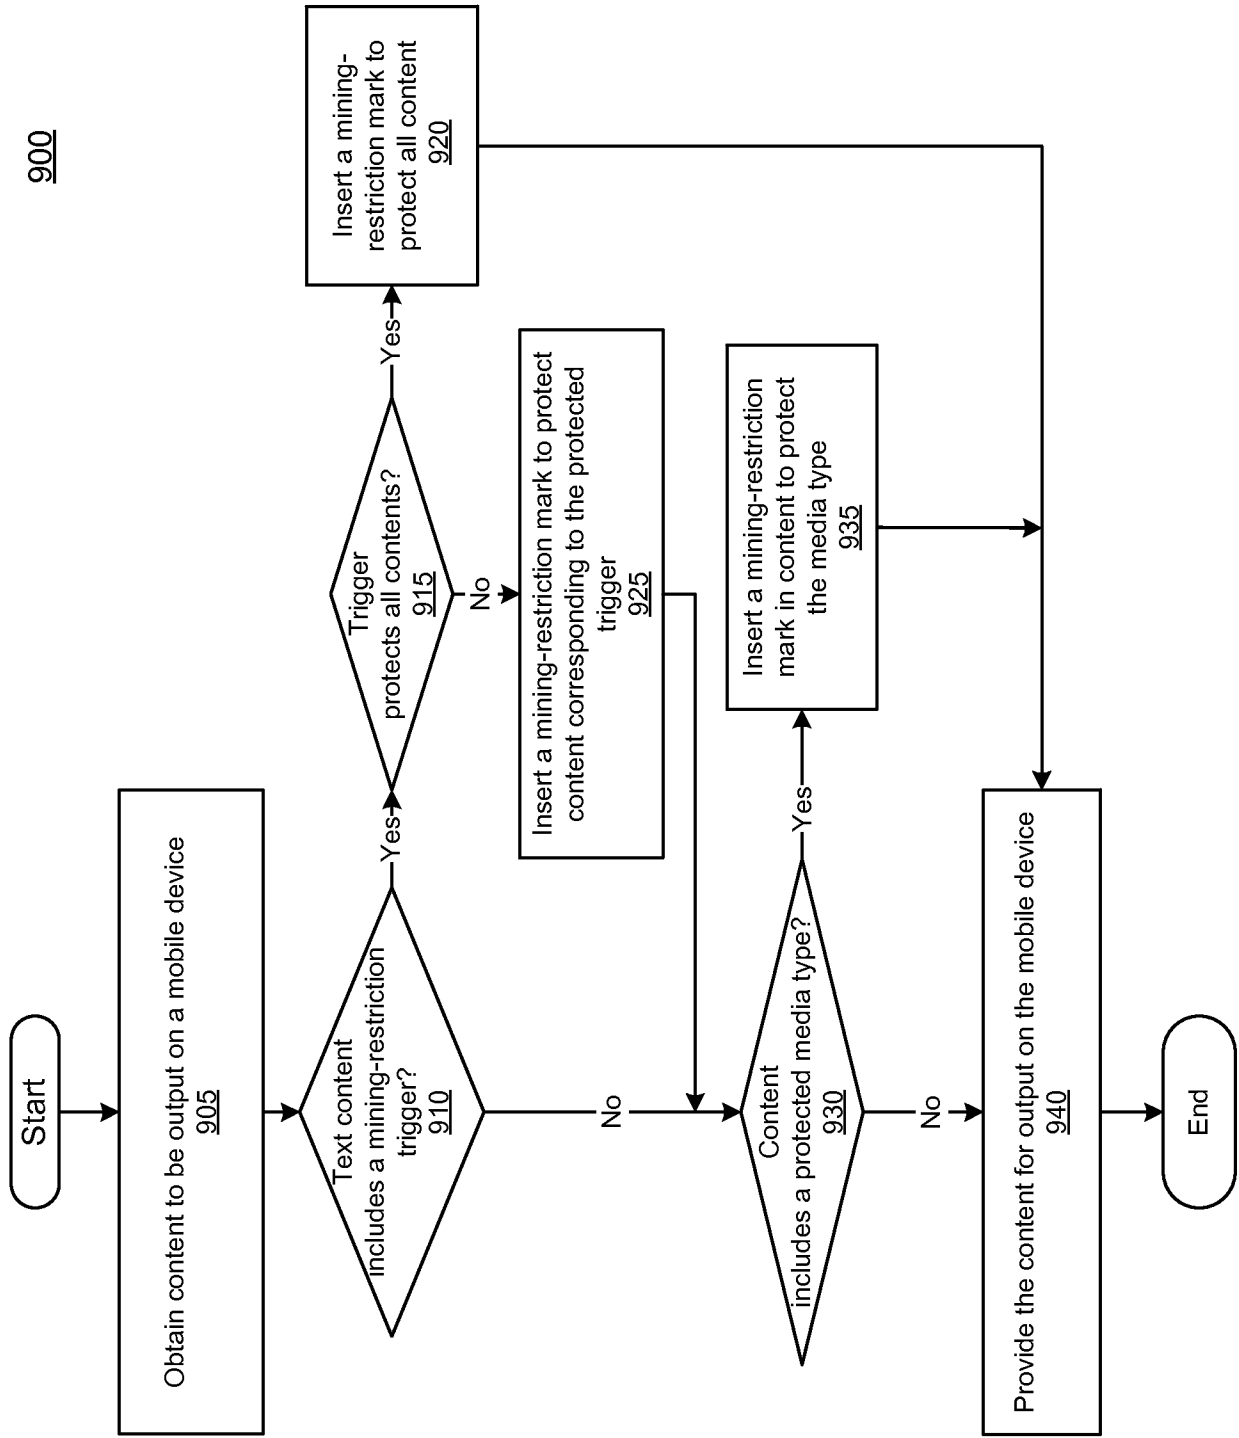 900
Start
Obtain content to be output on a mobile device
905
Text content
includes a mining-restriction
trigger?
910
Yes
Trigger
protects all contents?
915
Yes
Insert a mining-
restriction mark to
protect all content
920
No
Insert a mining-restriction mark to protect
content corresponding to the protected
trigger
925
No
Content
includes a protected media type?
930
Yes
Insert a mining-restriction
mark in content to protect
the media type
935
No
Provide the content for output on the mobile device
940
End